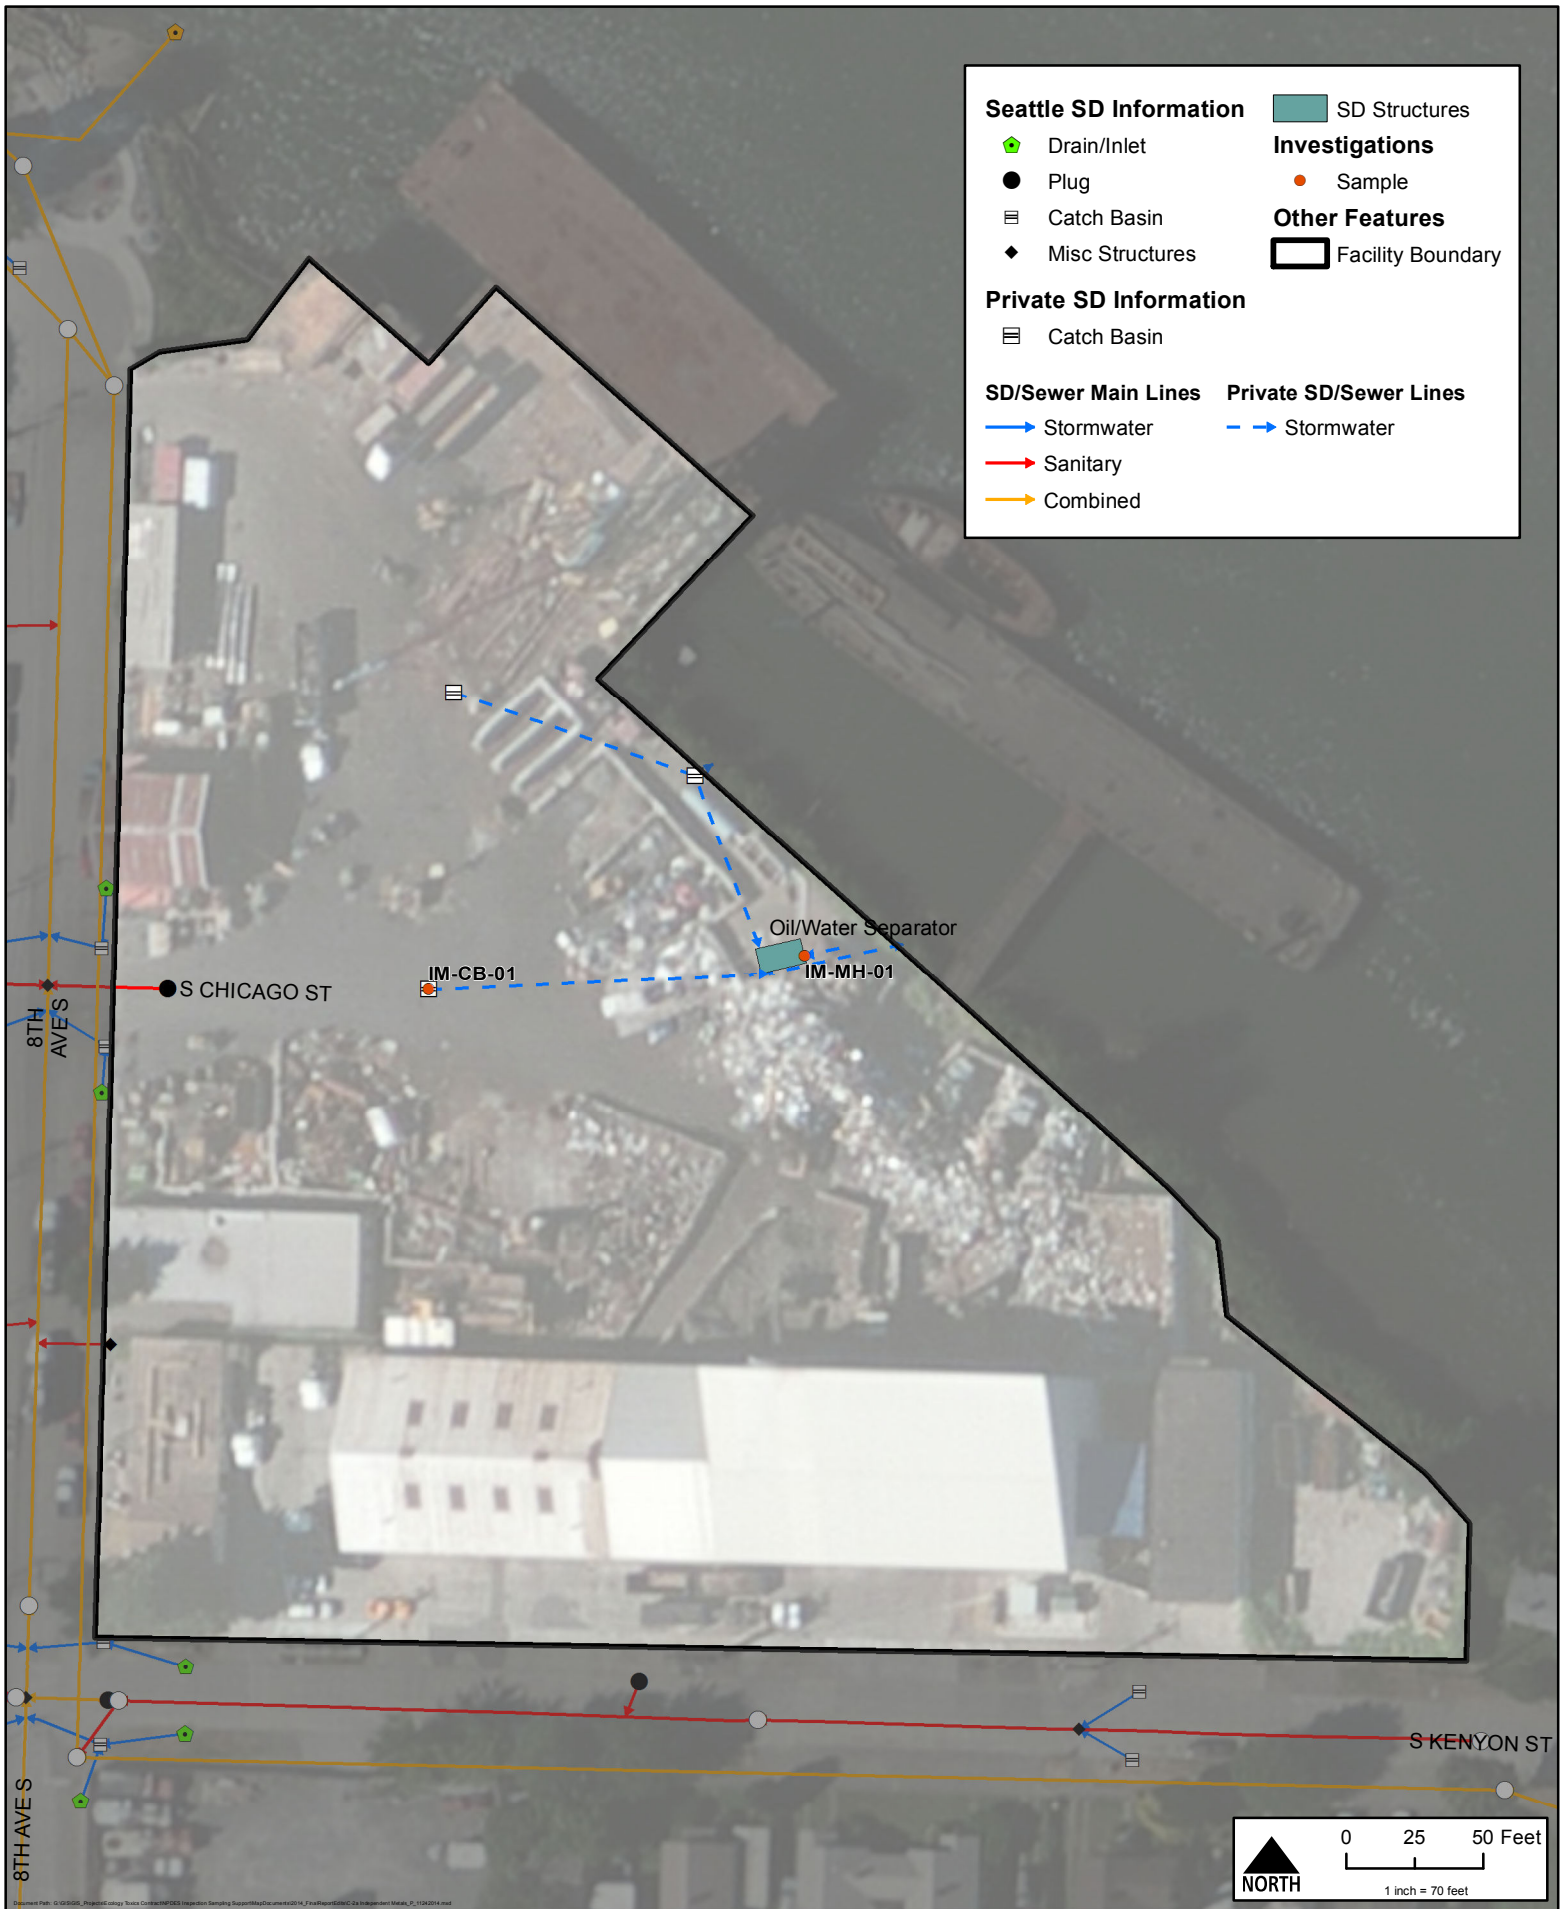 Seattle SD Information
Drain/Inlet
Plug
Catch Basin
Misc Structures
Private SD Information
Catch Basin
SD Structures
Investigations
Sample
Other Features
Facility Boundary
SD/Sewer Main Lines
Stormwater
Sanitary
Combined
Private SD/Sewer Lines
Stormwater
Oil/Water Separator
IM-CB-01
IM-MH-01
S CHICAGO ST
8TH
AVE S
S KENYON ST
8TH AVE S
NORTH
0 25 50 Feet
1 inch = 70 feet